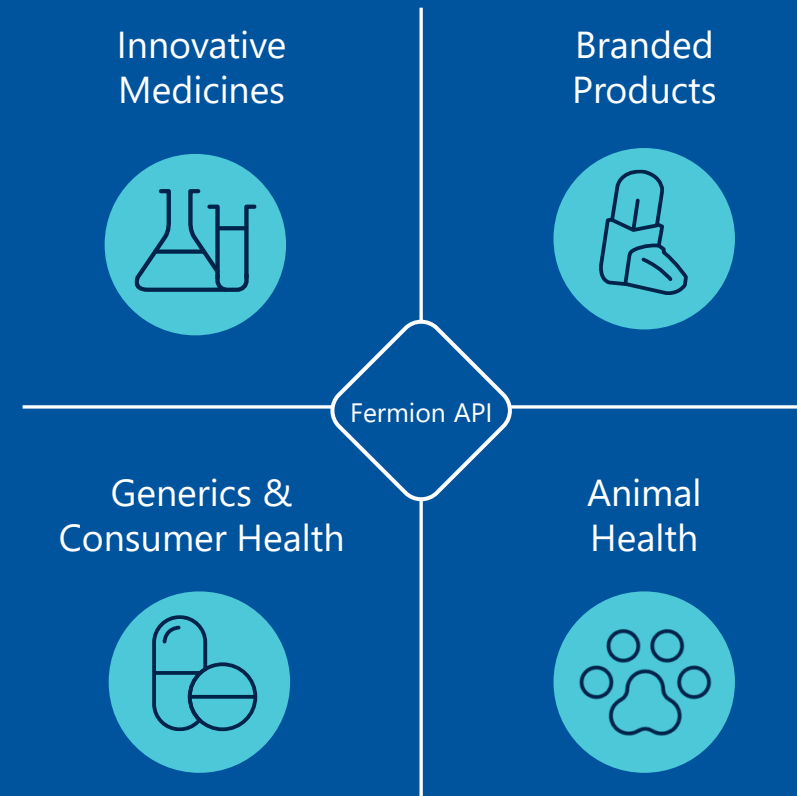 Innovative
Medicines
Branded
Products
Fermion API
Generics &
Consumer Health
Animal
Health